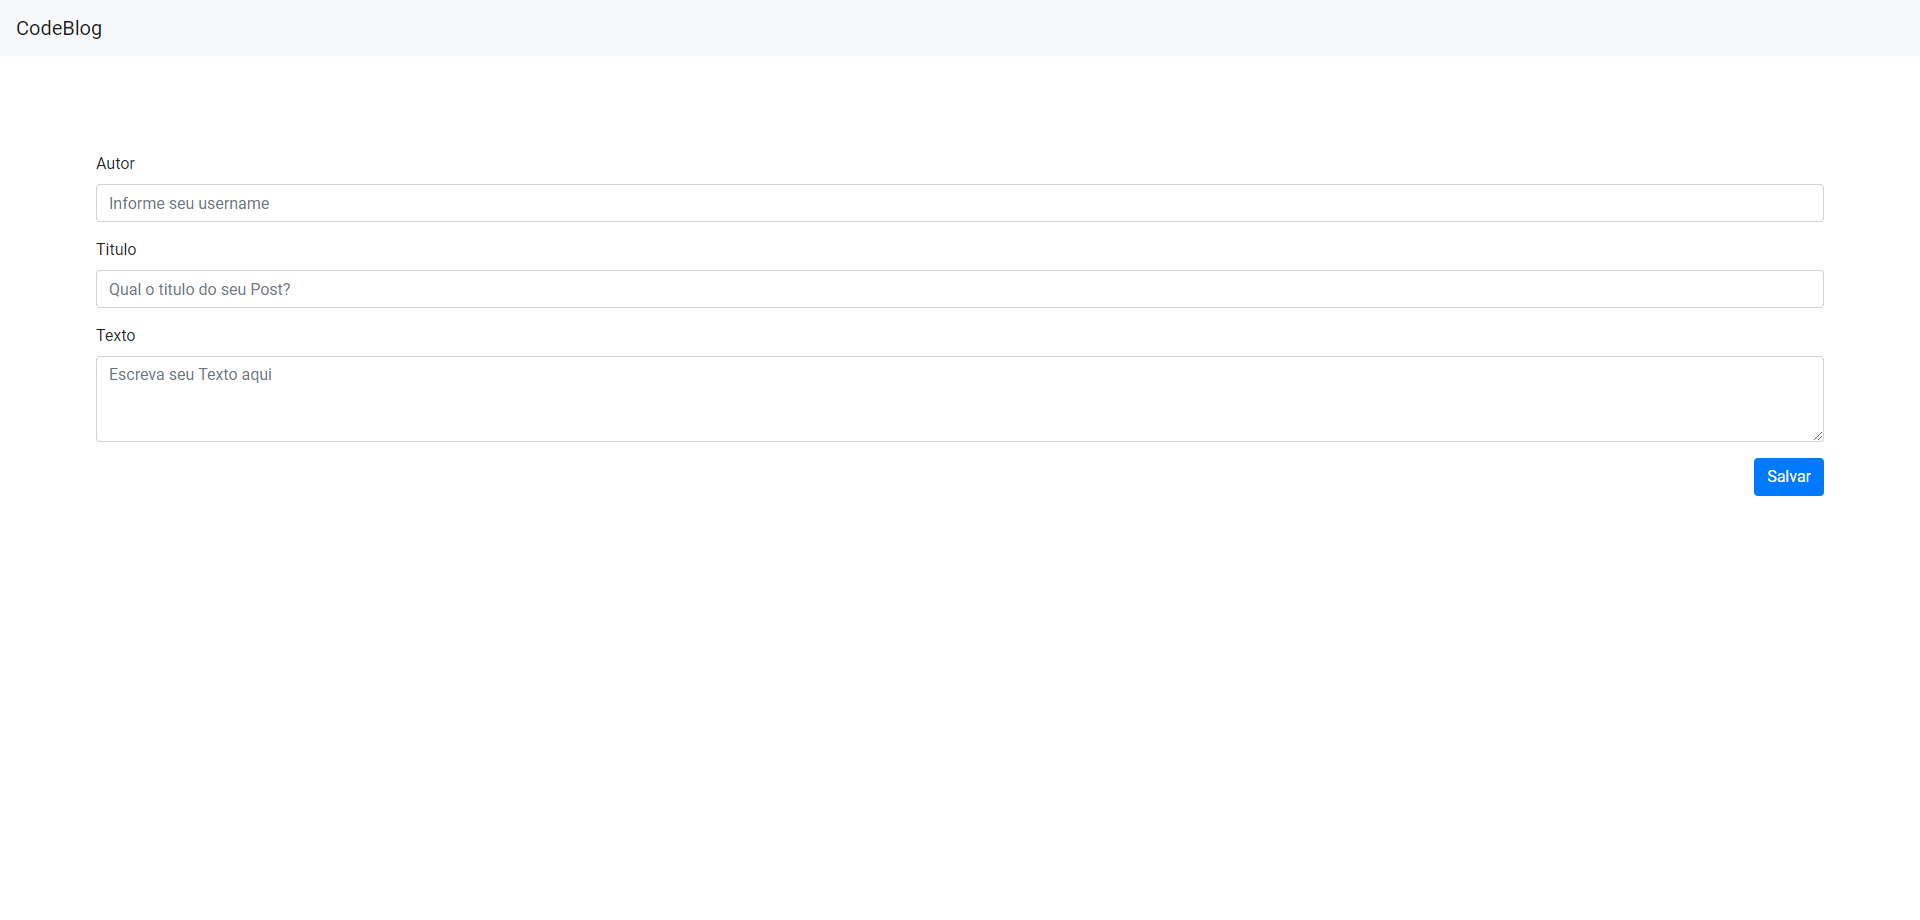 CodeBlog
Autor
Informe seu username
Titulo
Qual o titulo do seu Post?
Texto
Escreva seu Texto aqui
Salvar